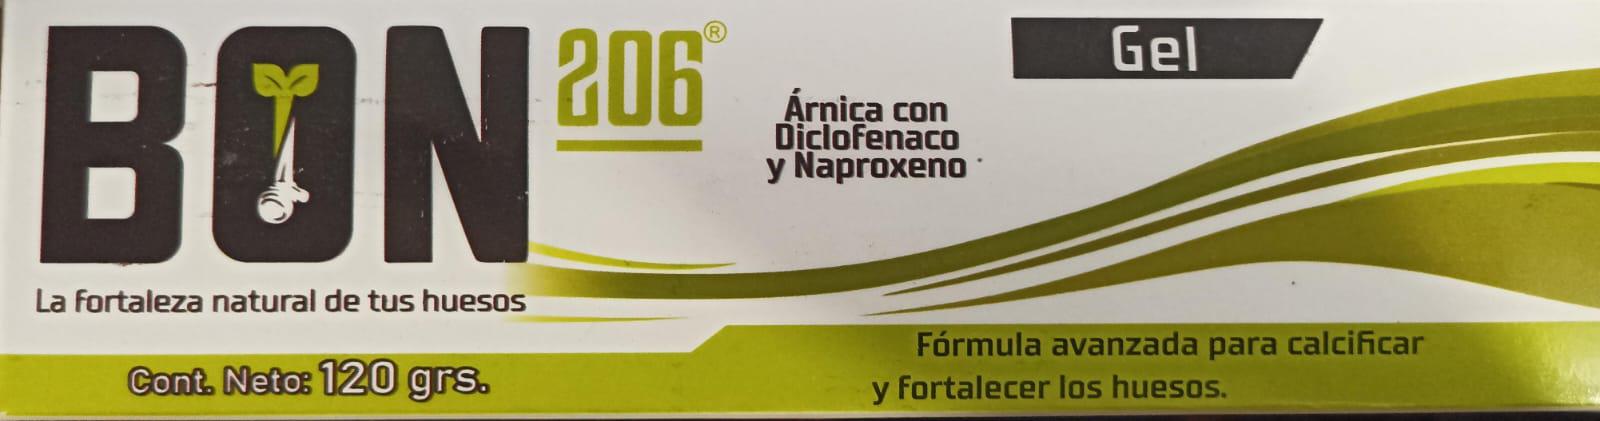 BON 206®
La fortaleza natural de tus huesos
Cont. Neto: 120 grs.
Árnica con
Diclofenaco
y Naproxeno
Gel
Fórmula avanzada para calcificar
y fortalecer los huesos.